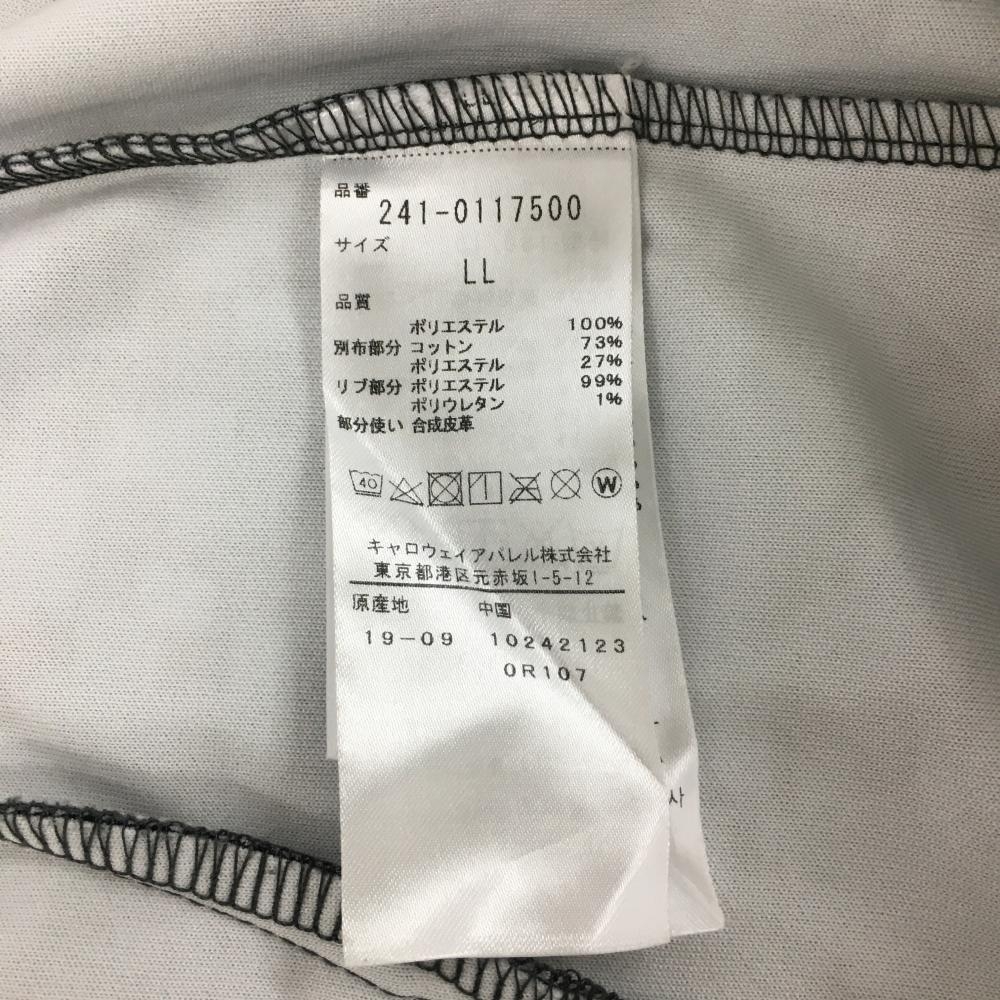 品番
241-0117500
サイズ
LL
品質
ポリエステル 100%
別布部分 コットン 73%
ポリエステル 27%
リブ部分 ポリエステル 99%
ポリウレタン 1%
部分使い 合成皮革
40 W
キャロウェイアパレル株式会社
東京都港区元赤坂1-5-12
原産地 中国
19-09 10242123
0R107
사